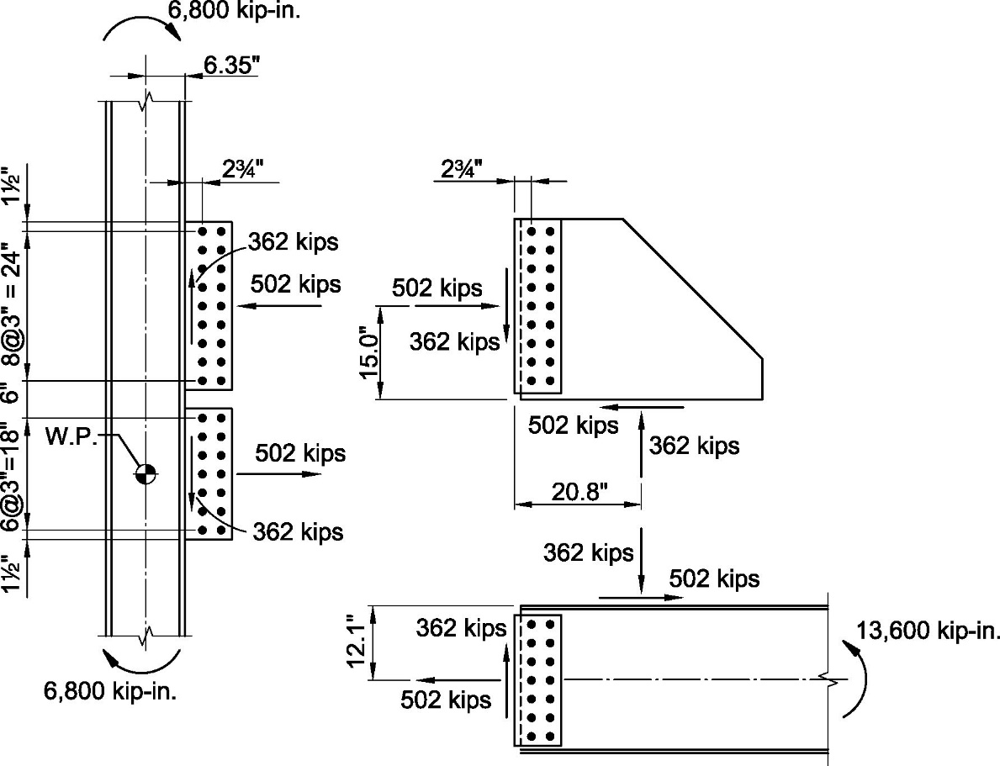 6,800 kip-in.
6.35"
2¾"
1½"
8@3" = 24"
6"
6@3"=18"
1½"
362 kips
502 kips
W.P.
502 kips
362 kips
6,800 kip-in.
2¾"
502 kips
362 kips
15.0"
502 kips
362 kips
20.8"
362 kips
502 kips
12.1"
362 kips
502 kips
13,600 kip-in.